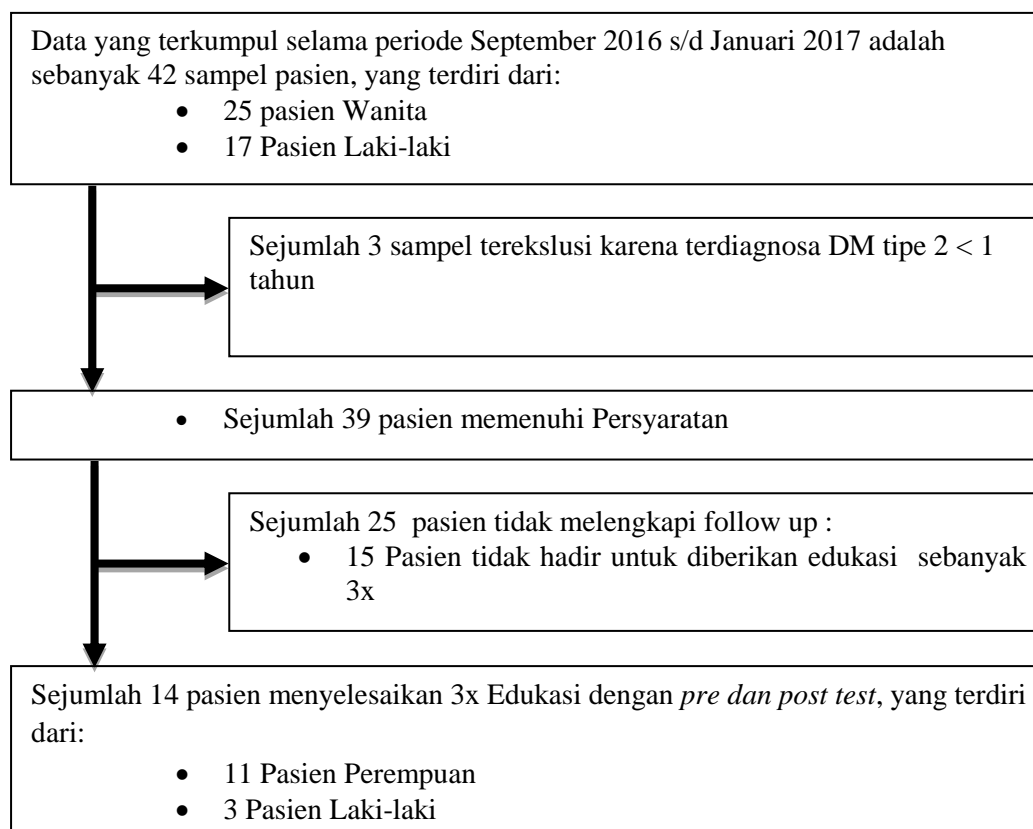 Data yang terkumpul selama periode September 2016 s/d Januari 2017 adalah
sebanyak 42 sampel pasien, yang terdiri dari:
• 25 pasien Wanita
• 17 Pasien Laki-laki
Sejumlah 3 sampel terekslusi karena terdiagnosa DM tipe 2 < 1
tahun
• Sejumlah 39 pasien memenuhi Persyaratan
Sejumlah 25 pasien tidak melengkapi follow up :
• 15 Pasien tidak hadir untuk diberikan edukasi sebanyak
3x
Sejumlah 14 pasien menyelesaikan 3x Edukasi dengan pre dan post test, yang terdiri
dari:
• 11 Pasien Perempuan
• 3 Pasien Laki-laki